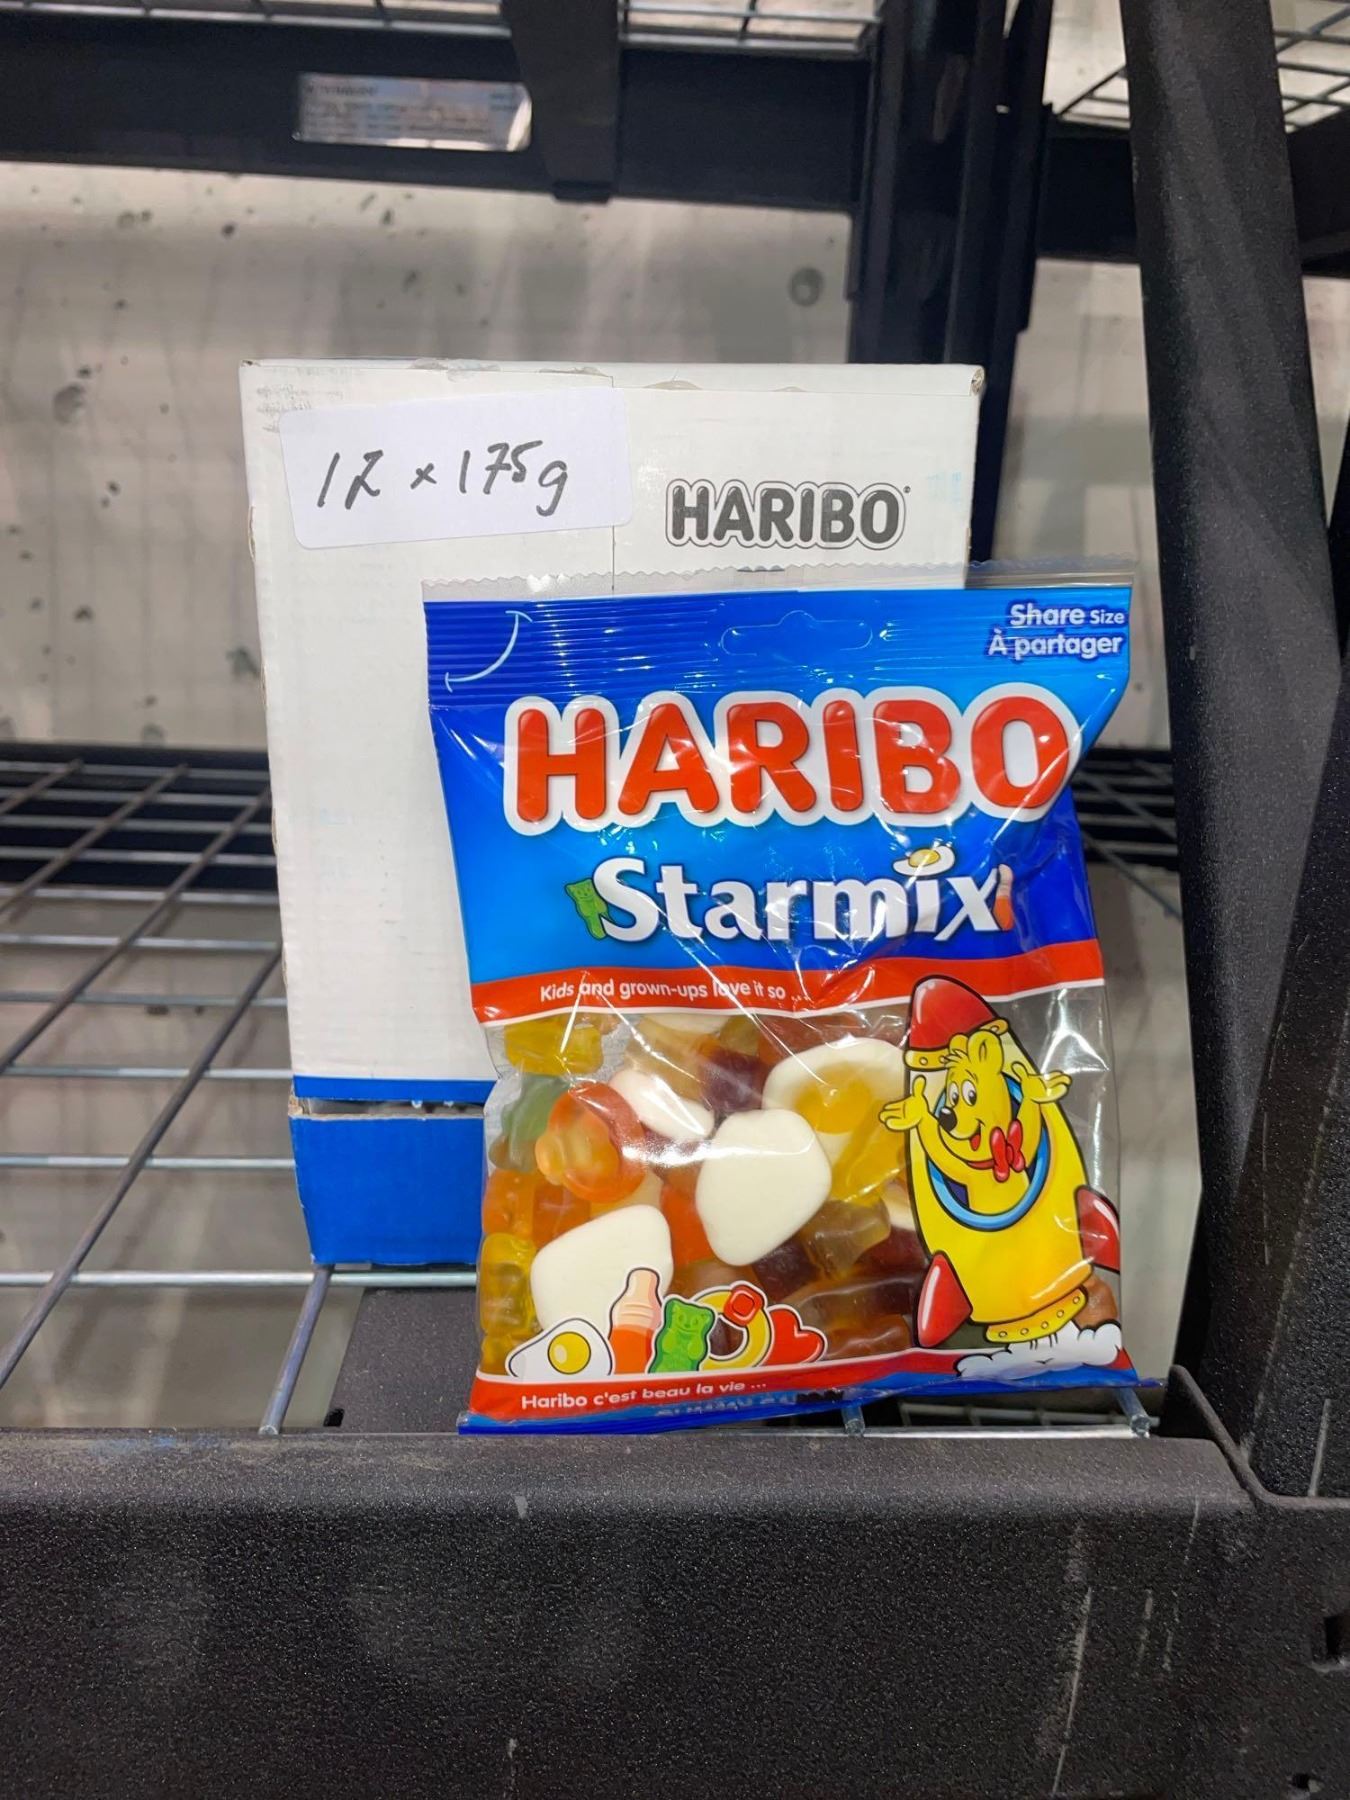 12 x 175g
HARIBO
Share Size
À partager
HARIBO
Starmix
Kids and grown-ups love it so ...
Haribo c'est beau la vie ...